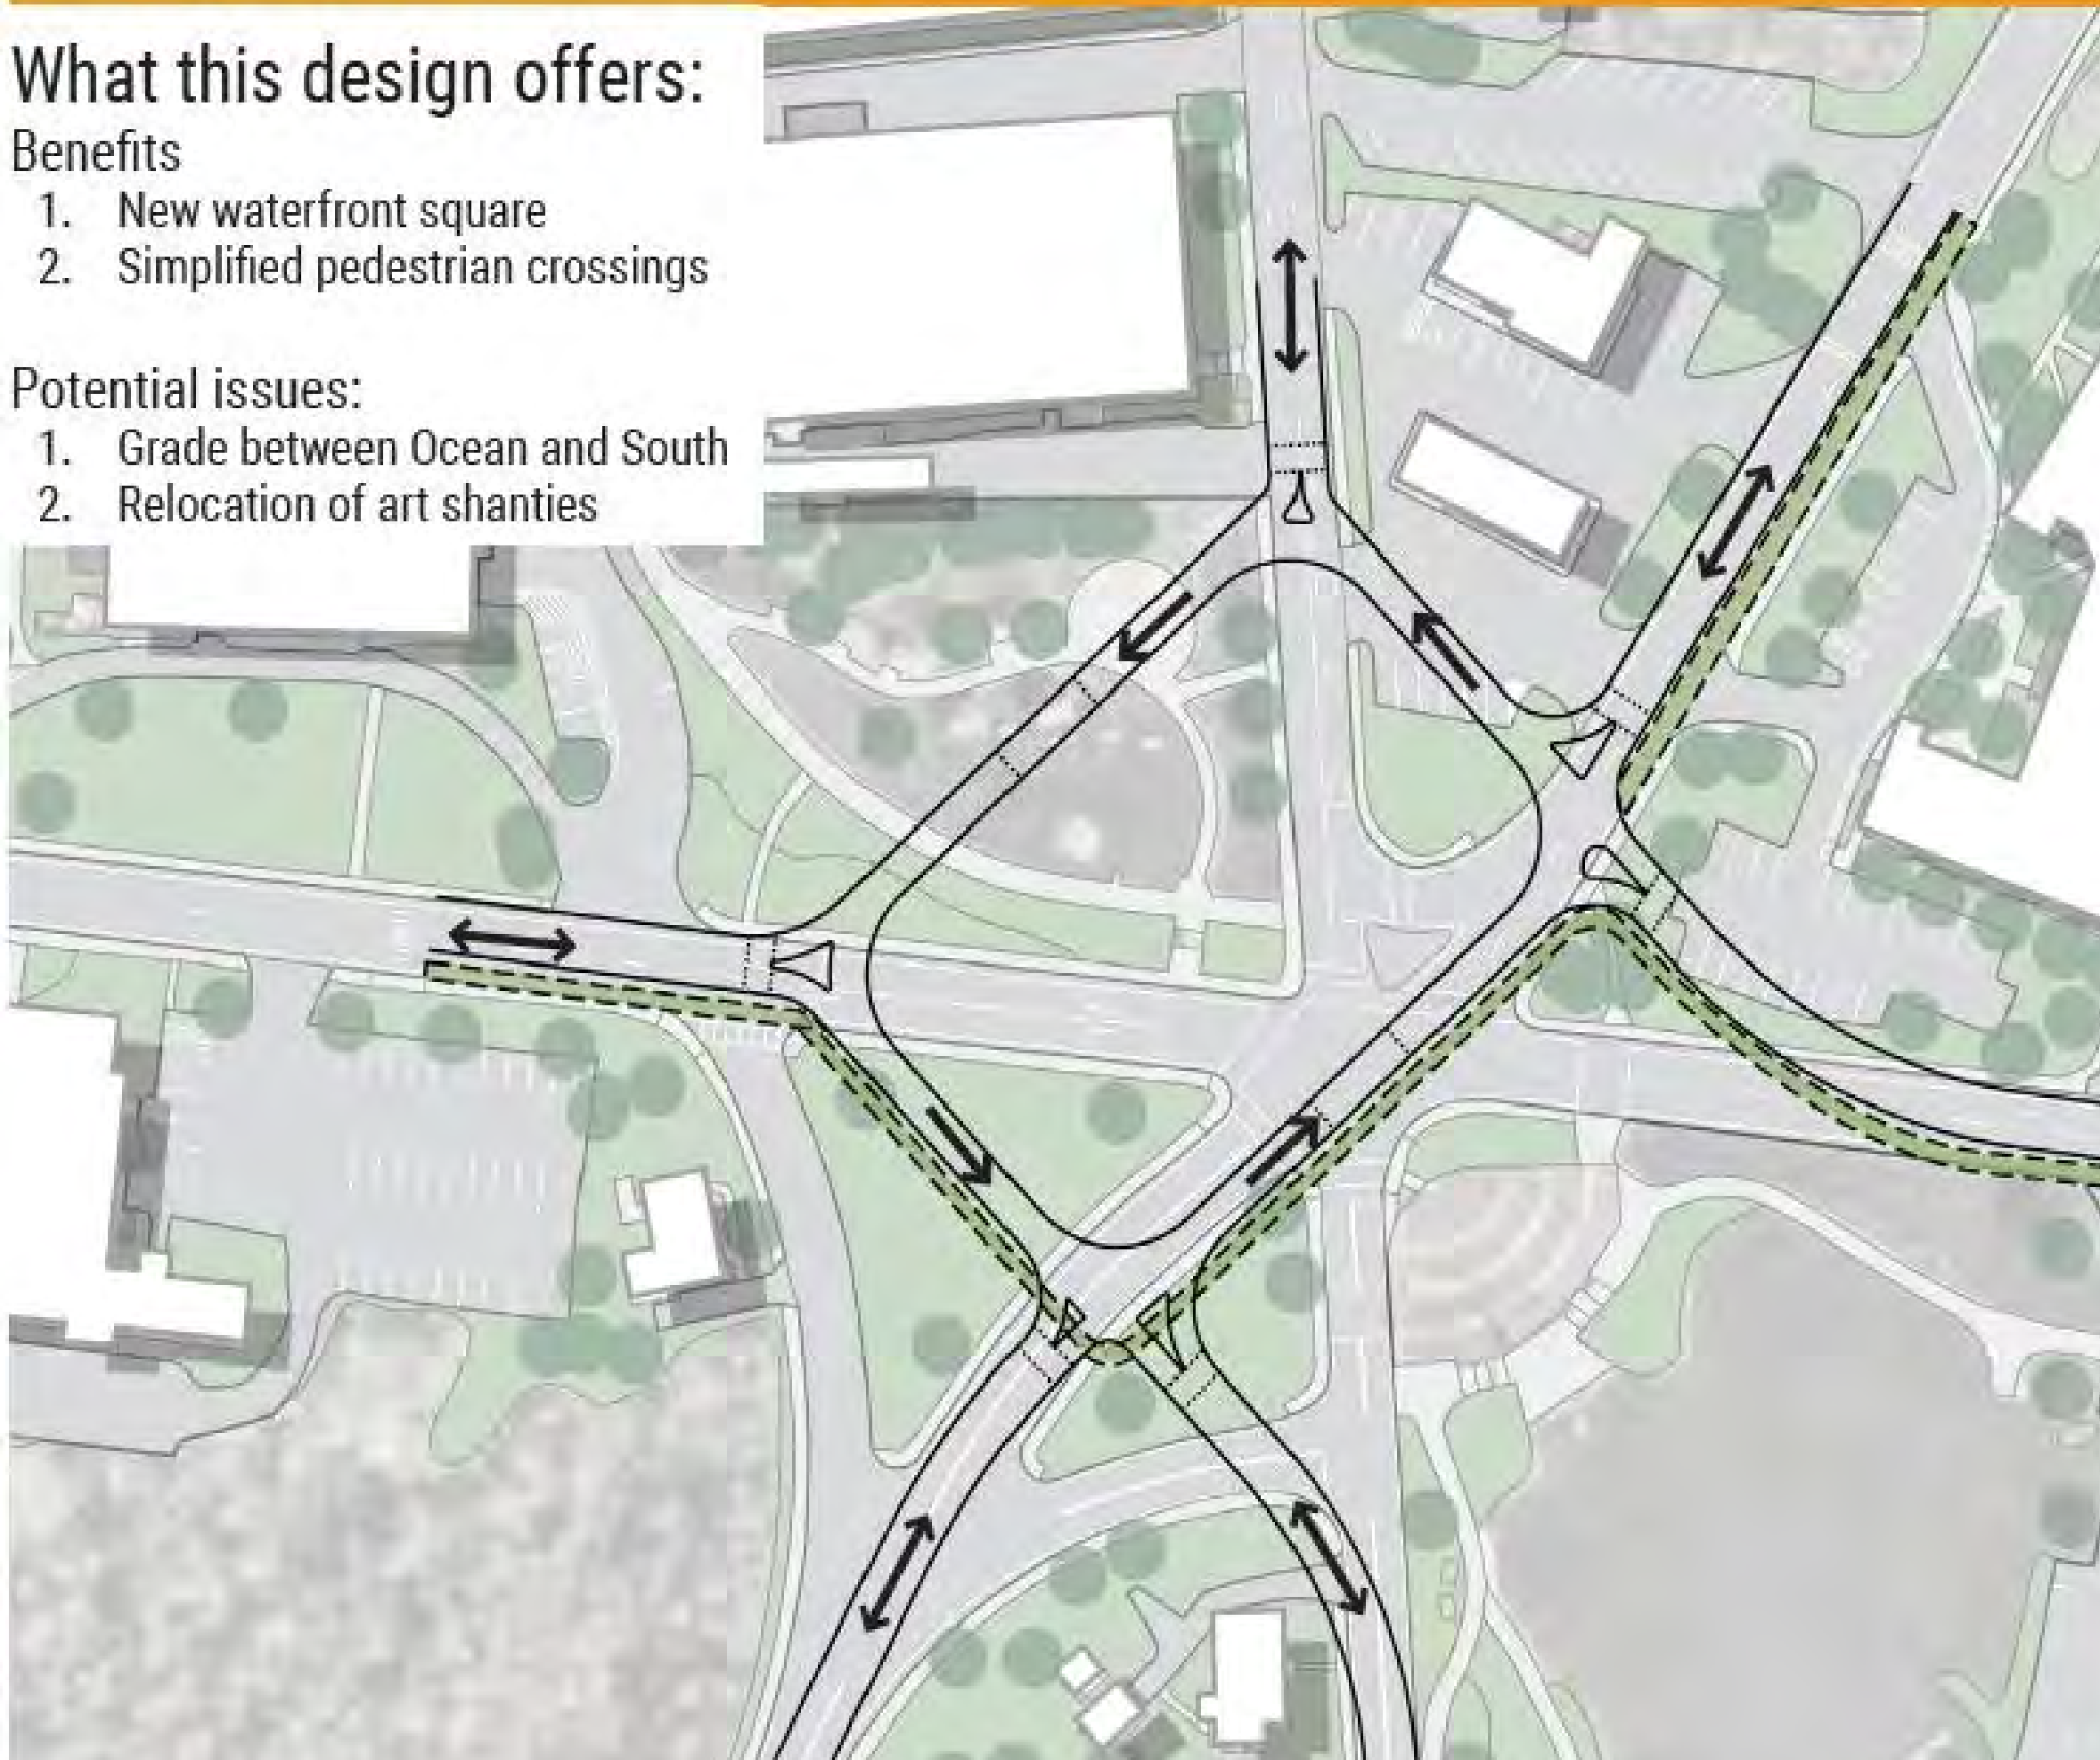 What this design offers:
Benefits
1. New waterfront square
2. Simplified pedestrian crossings
Potential issues:
1. Grade between Ocean and South
2. Relocation of art shanties